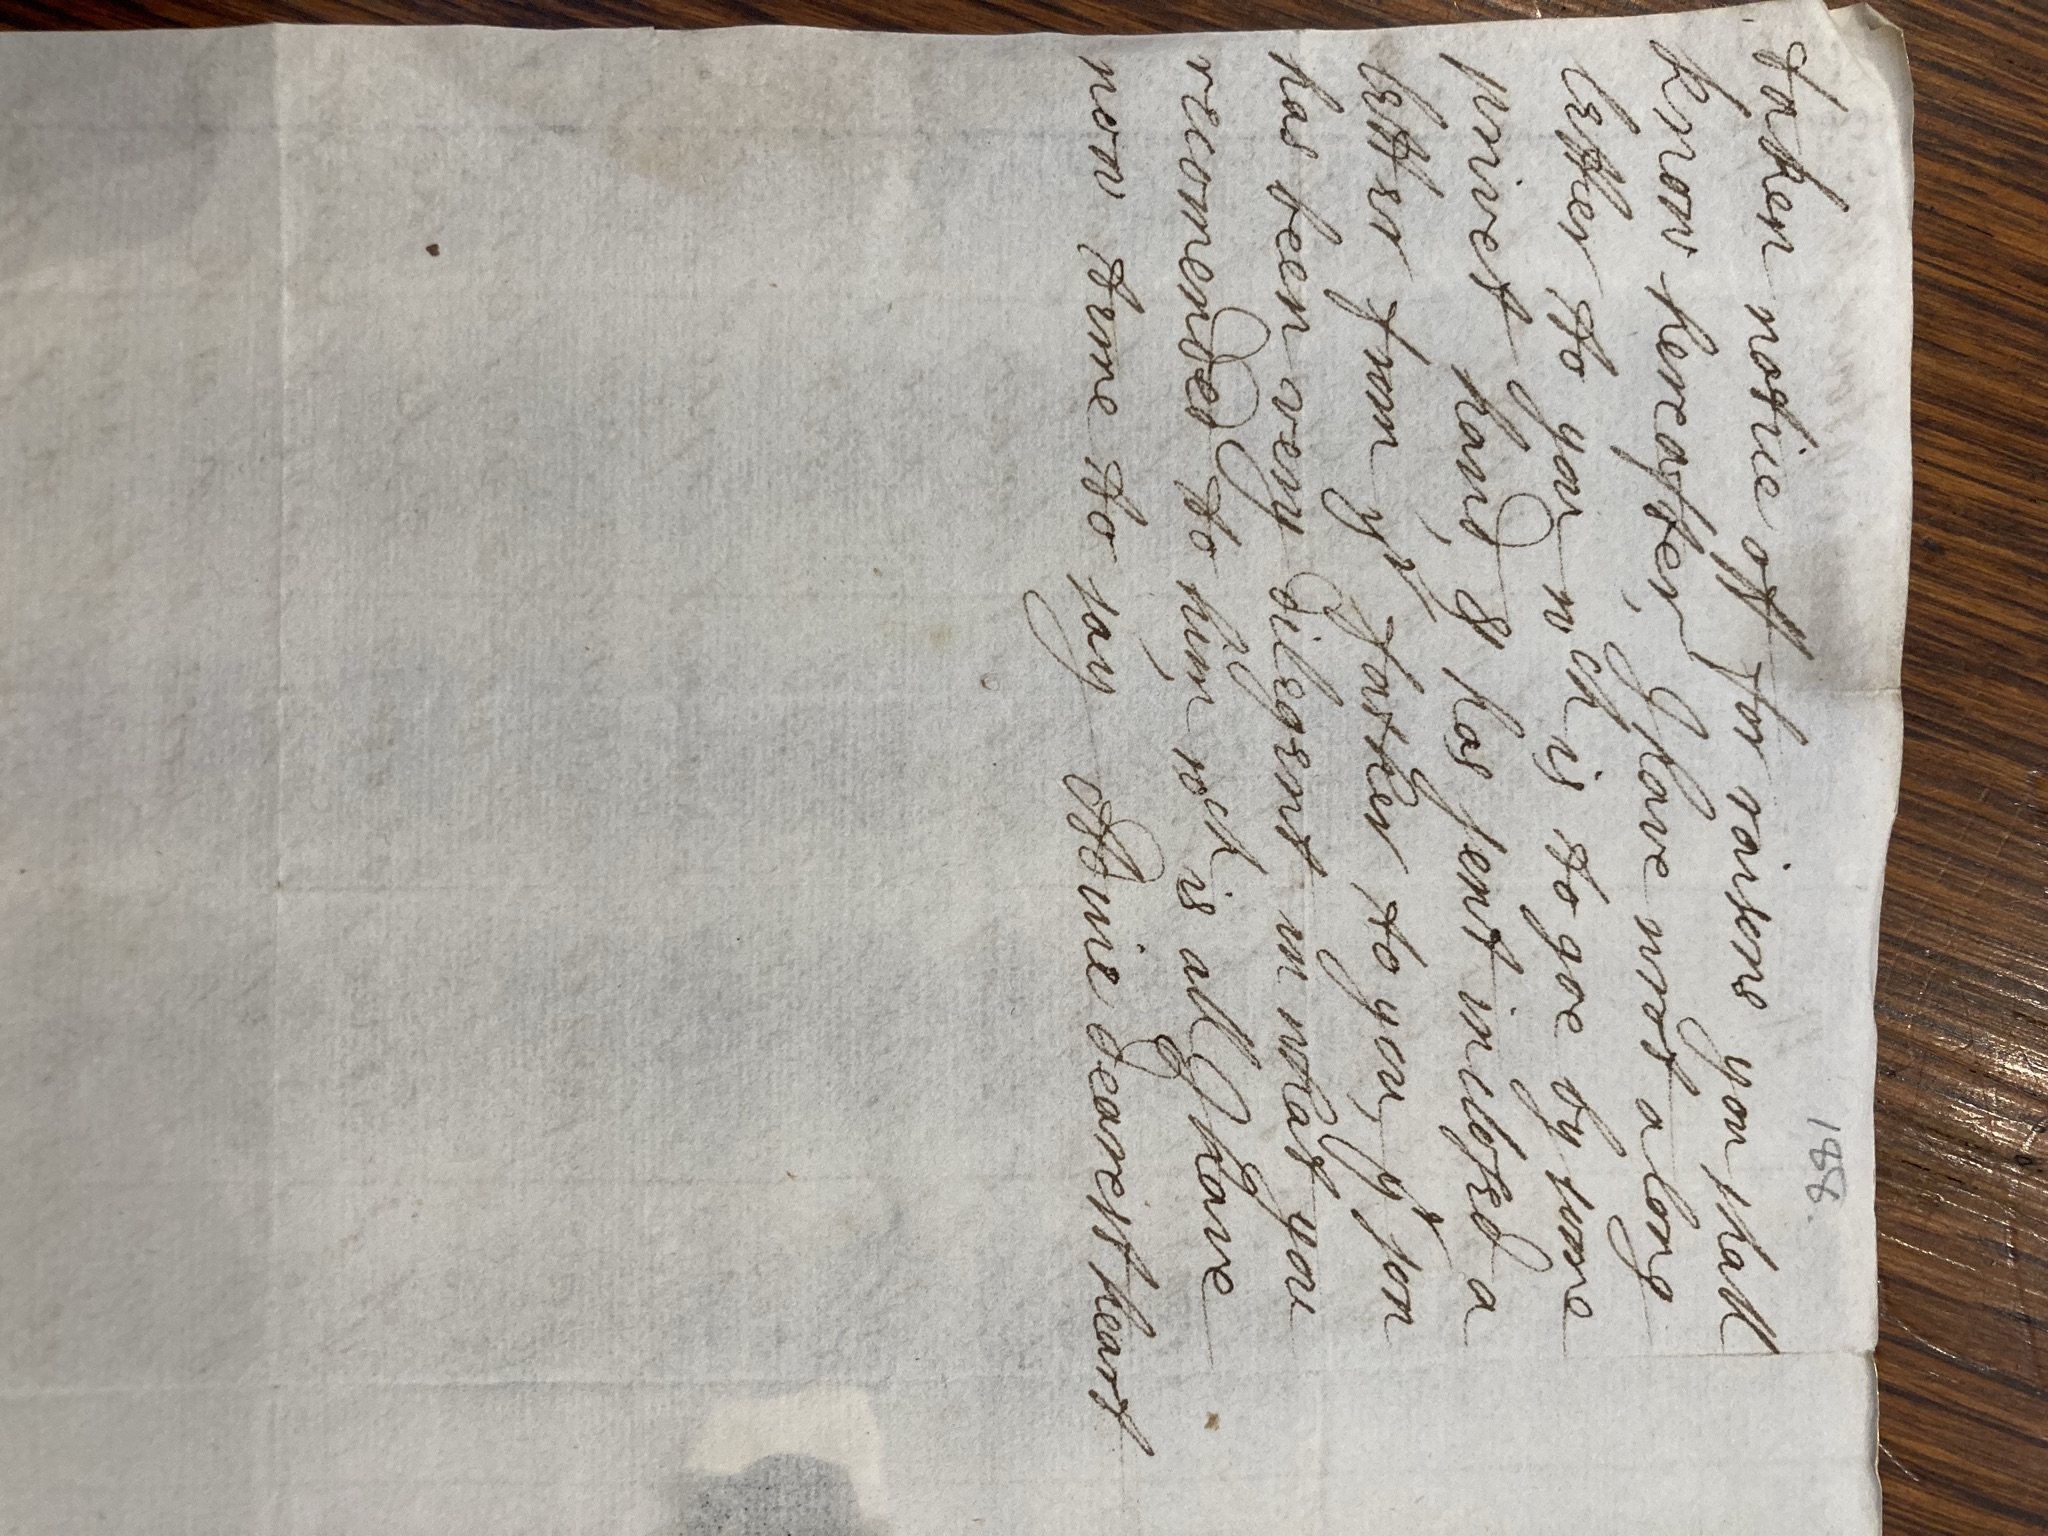 188.
taken notice off for raisons you shall
know hereafter, I have wrot a long
letter to you wch is to goe by some
privet hand, & has sent inclosed a
letter from yr father to you, yr son
has been very dilegent in what you
recomended to him, wch is all I have
now time to say Adiue dearest heart